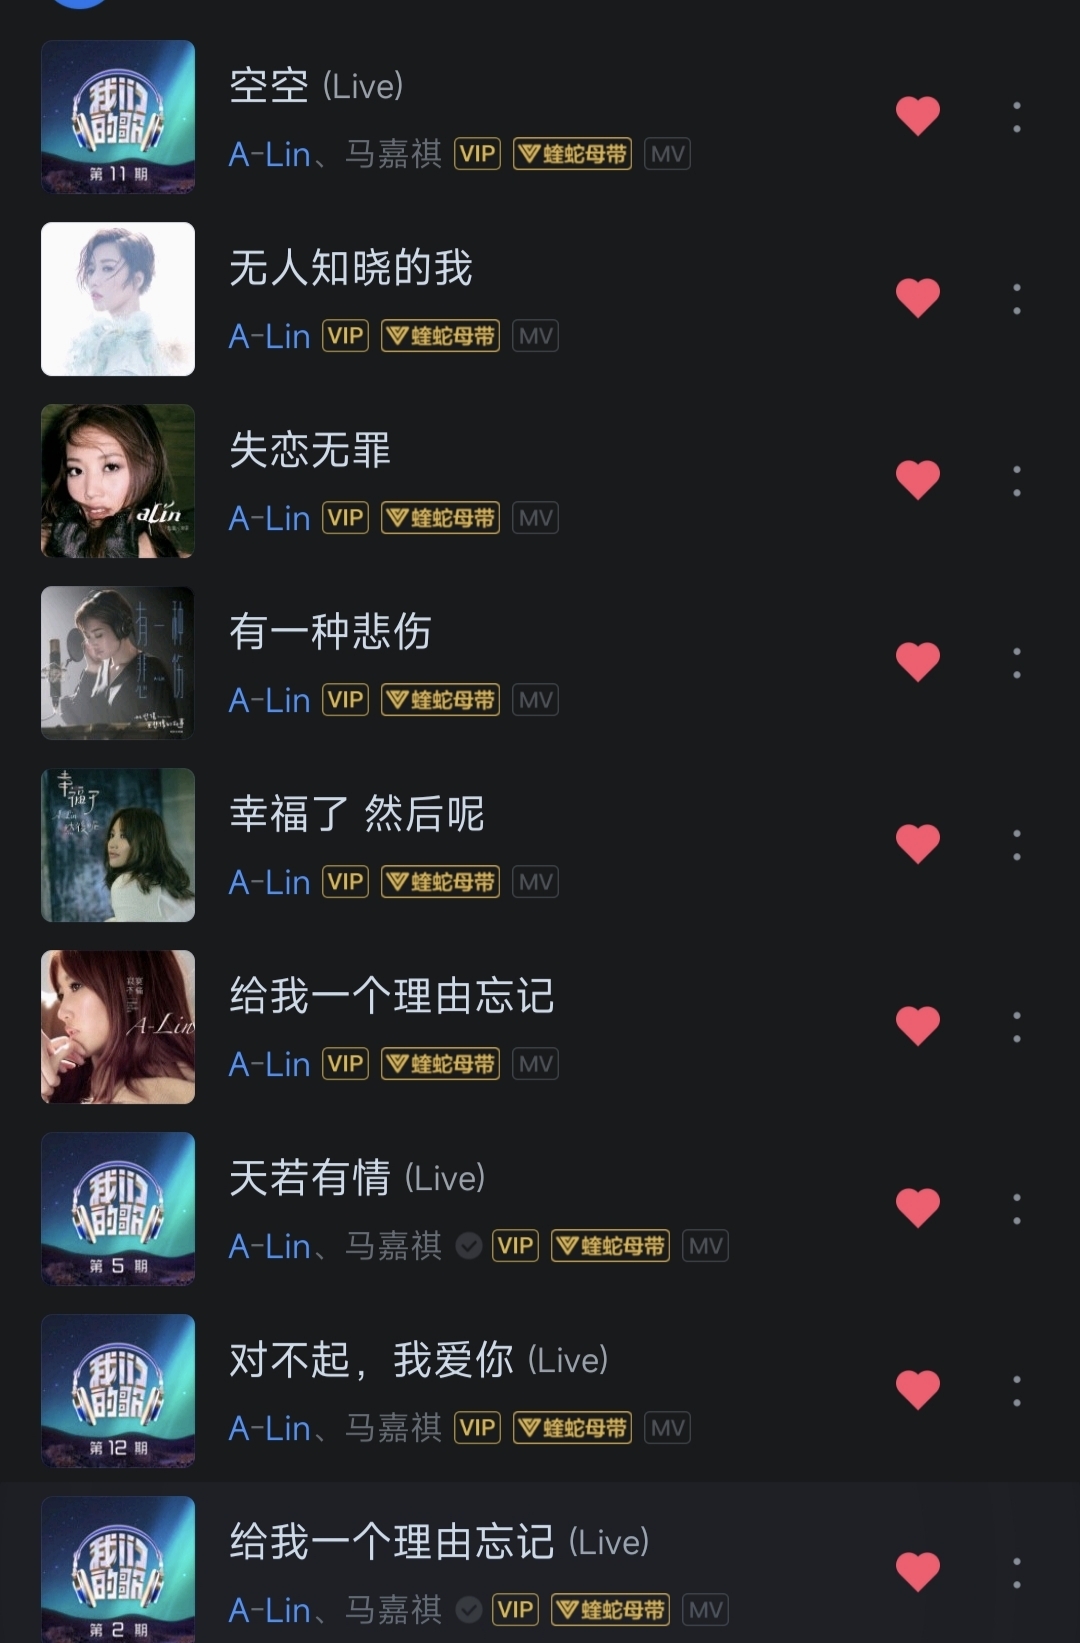 我们
的歌
第 11 期
空空 (Live)
A-Lin、马嘉祺 VIP 蝰蛇母带 MV
无人知晓的我
A-Lin VIP 蝰蛇母带 MV
aLin
失恋无罪
A-Lin VIP 蝰蛇母带 MV
有一种
悲伤
有一种悲伤
A-Lin VIP 蝰蛇母带 MV
幸福了
A-Lin
幸福了 然后呢
A-Lin VIP 蝰蛇母带 MV
寂寞
不痛
A-Lin
给我一个理由忘记
A-Lin VIP 蝰蛇母带 MV
我们
的歌
第 5 期
天若有情 (Live)
A-Lin、马嘉祺 VIP 蝰蛇母带 MV
我们
的歌
第 12 期
对不起，我爱你 (Live)
A-Lin、马嘉祺 VIP 蝰蛇母带 MV
我们
的歌
第 2 期
给我一个理由忘记 (Live)
A-Lin、马嘉祺 VIP 蝰蛇母带 MV